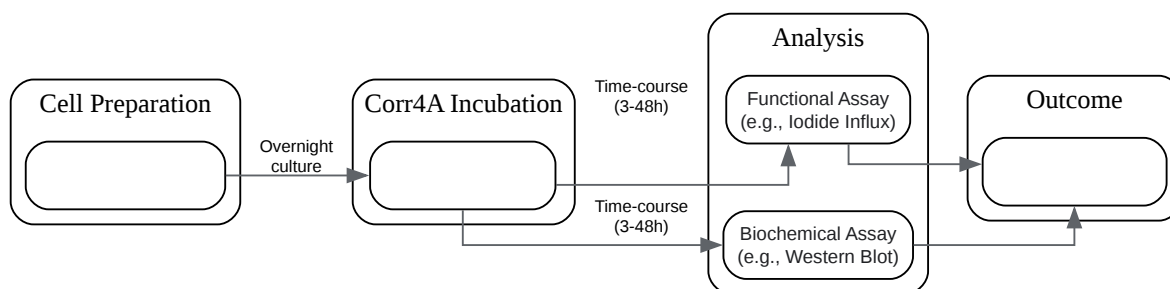 Cell Preparation
Overnight
culture
Corr4A Incubation
Time-course
(3-48h)
Time-course
(3-48h)
Analysis
Functional Assay
(e.g., Iodide Influx)
Biochemical Assay
(e.g., Western Blot)
Outcome